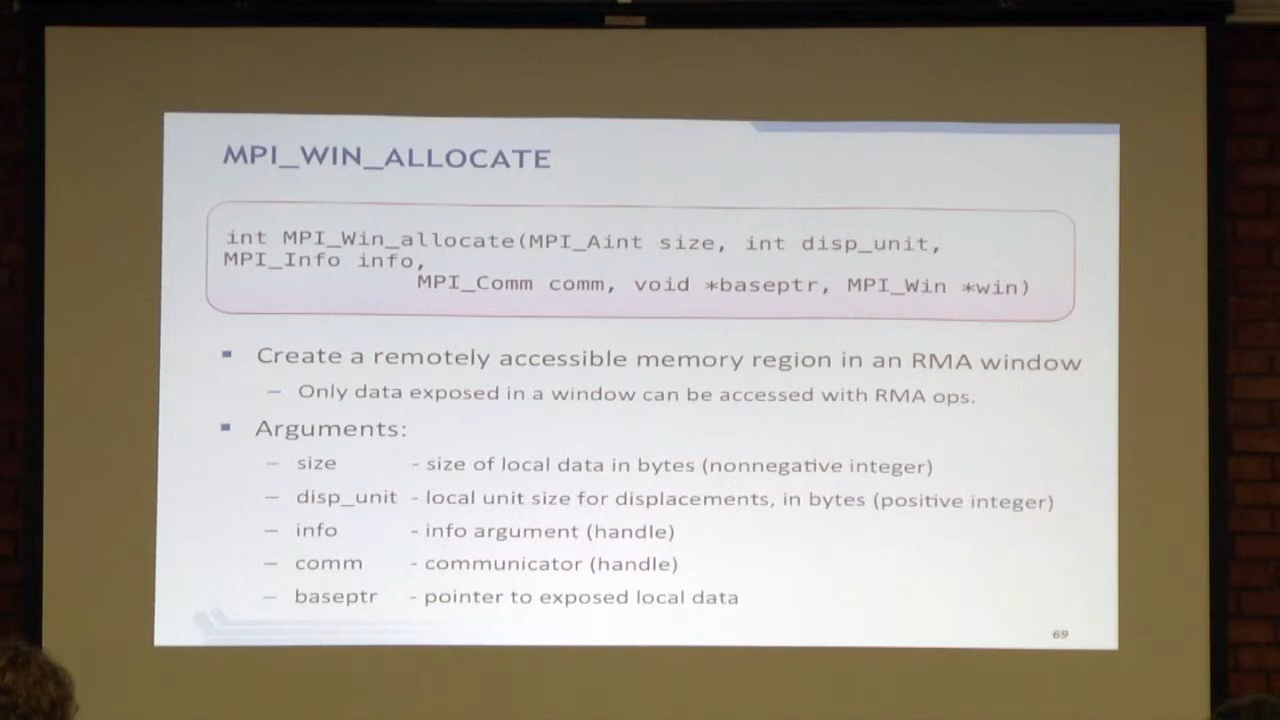 MPI_WIN_ALLOCATE
int MPI_Win_allocate(MPI_Aint size, int disp_unit,
MPI_Info info,
MPI_Comm comm, void *baseptr, MPI_Win *win)
▪ Create a remotely accessible memory region in an RMA window
– Only data exposed in a window can be accessed with RMA ops.
▪ Arguments:
– size - size of local data in bytes (nonnegative integer)
– disp_unit - local unit size for displacements, in bytes (positive integer)
– info - info argument (handle)
– comm - communicator (handle)
– baseptr - pointer to exposed local data
69